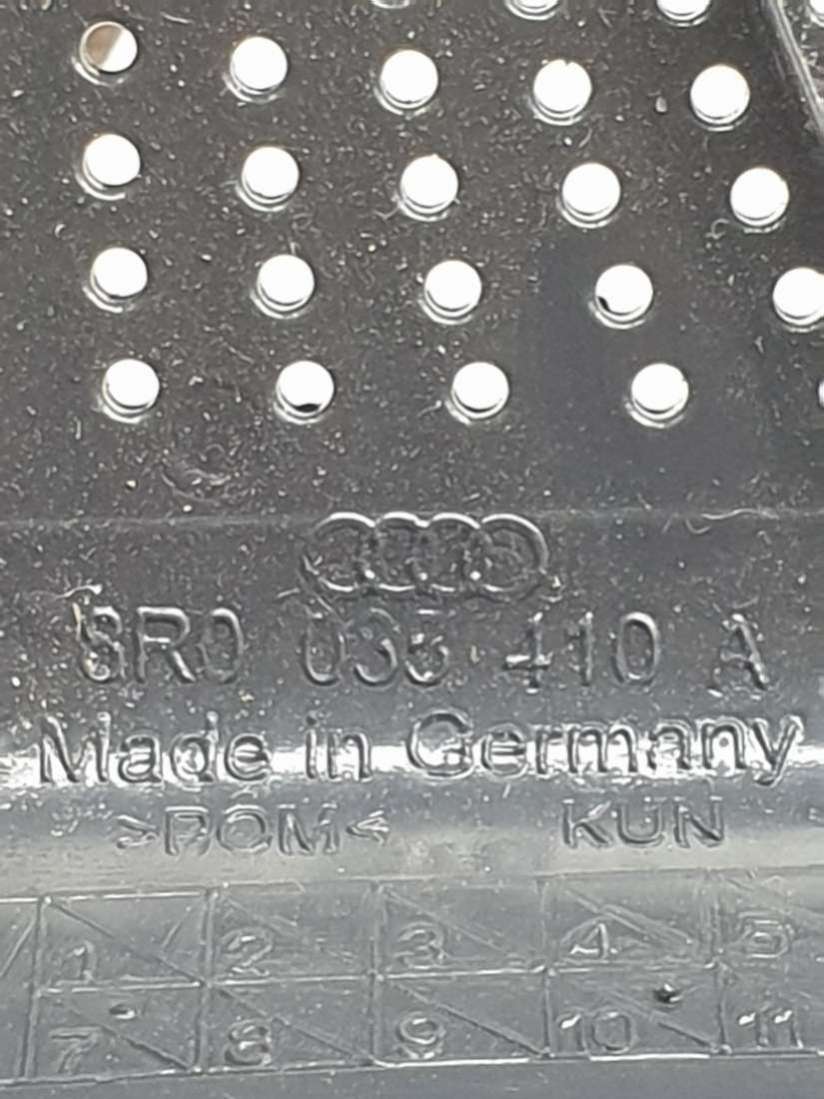 8R0 035 410 A
Made in Germany
>POM< KUN
1 2 3 4 5
7 8 9 10 11